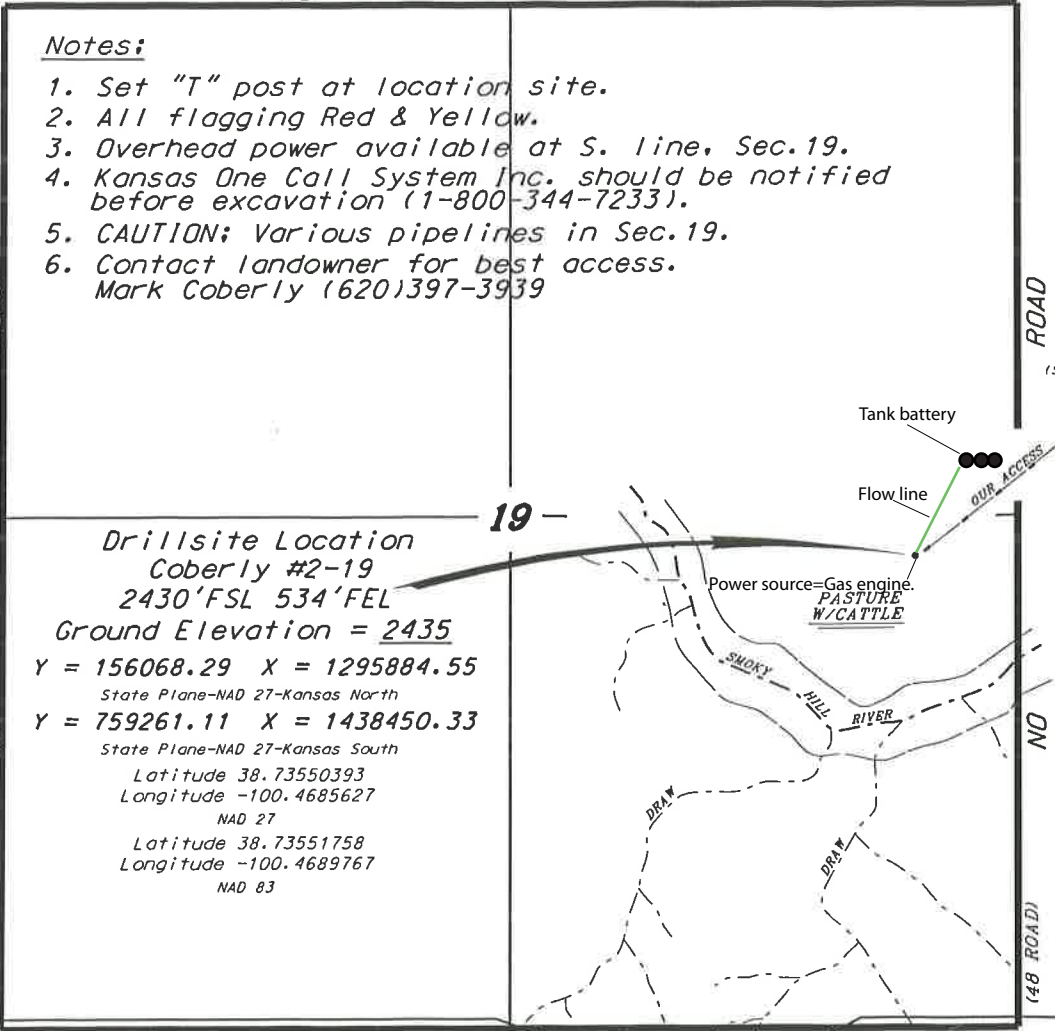 Notes:
1. Set "T" post at location site.
2. All flagging Red & Yellow.
3. Overhead power available at S. line, Sec.19.
4. Kansas One Call System Inc. should be notified
before excavation (1-800-344-7233).
5. CAUTION: Various pipelines in Sec.19.
6. Contact landowner for best access.
Mark Coberly (620)397-3939
ROAD
Tank battery
OUR ACCESS
Flow line
19
Drillsite Location
Coberly #2-19
2430'FSL 534'FEL
Ground Elevation = 2435
Y = 156068.29 X = 1295884.55
State Plane-NAD 27-Kansas North
Y = 759261.11 X = 1438450.33
State Plane-NAD 27-Kansas South
Latitude 38.73550393
Longitude -100.4685627
NAD 27
Latitude 38.73551758
Longitude -100.4689767
NAD 83
Power source=Gas engine.
PASTURE
W/CATTLE
SMOKY
HILL
RIVER
NO
DRAW
DRAW
(48 ROAD)